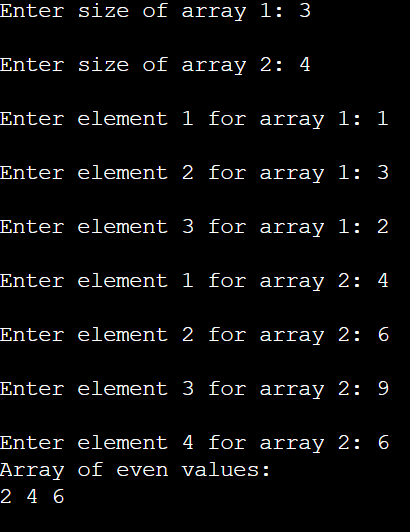 Enter size of array 1: 3
Enter size of array 2: 4
Enter element 1 for array 1: 1
Enter element 2 for array 1: 3
Enter element 3 for array 1: 2
Enter element 1 for array 2: 4
Enter element 2 for array 2: 6
Enter element 3 for array 2: 9
Enter element 4 for array 2: 6
Array of even values:
2 4 6